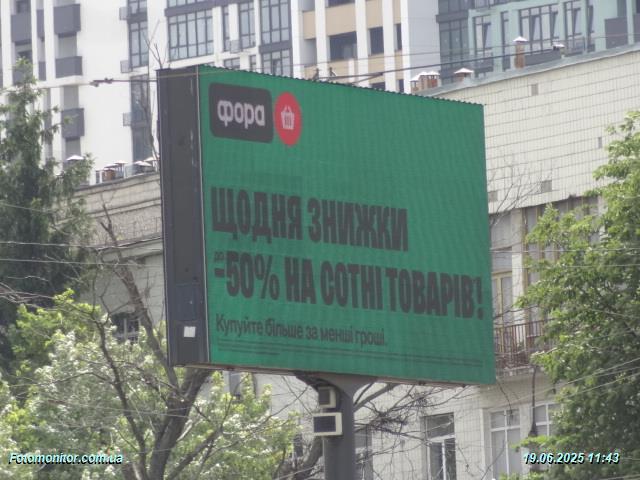 фора
ЩОДНЯ ЗНИЖКИ
до
-50% НА СОТНІ ТОВАРІВ!
Купуйте більше за менші гроші.
Fotomonitor.com.ua
19.06.2025 11:43